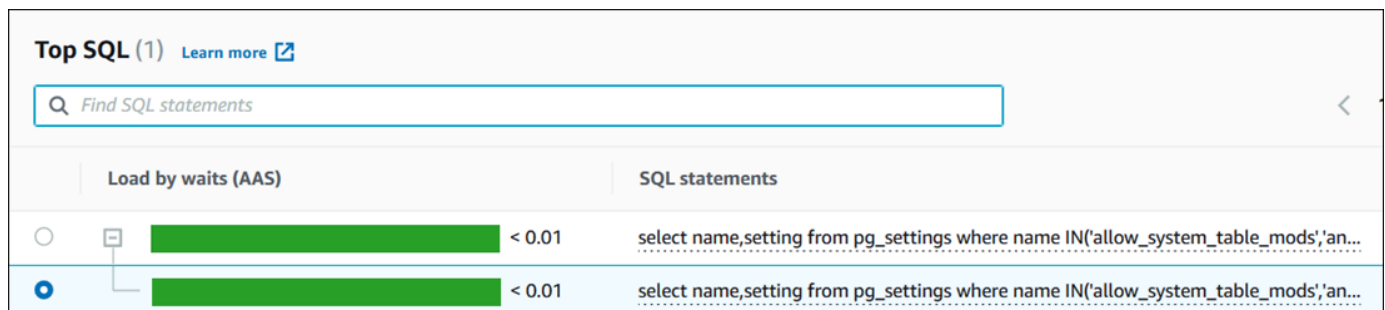 Top SQL (1) Learn more
Find SQL statements
Load by waits (AAS) SQL statements
< 0.01 select name,setting from pg_settings where name IN('allow_system_table_mods','an...
< 0.01 select name,setting from pg_settings where name IN('allow_system_table_mods','an...